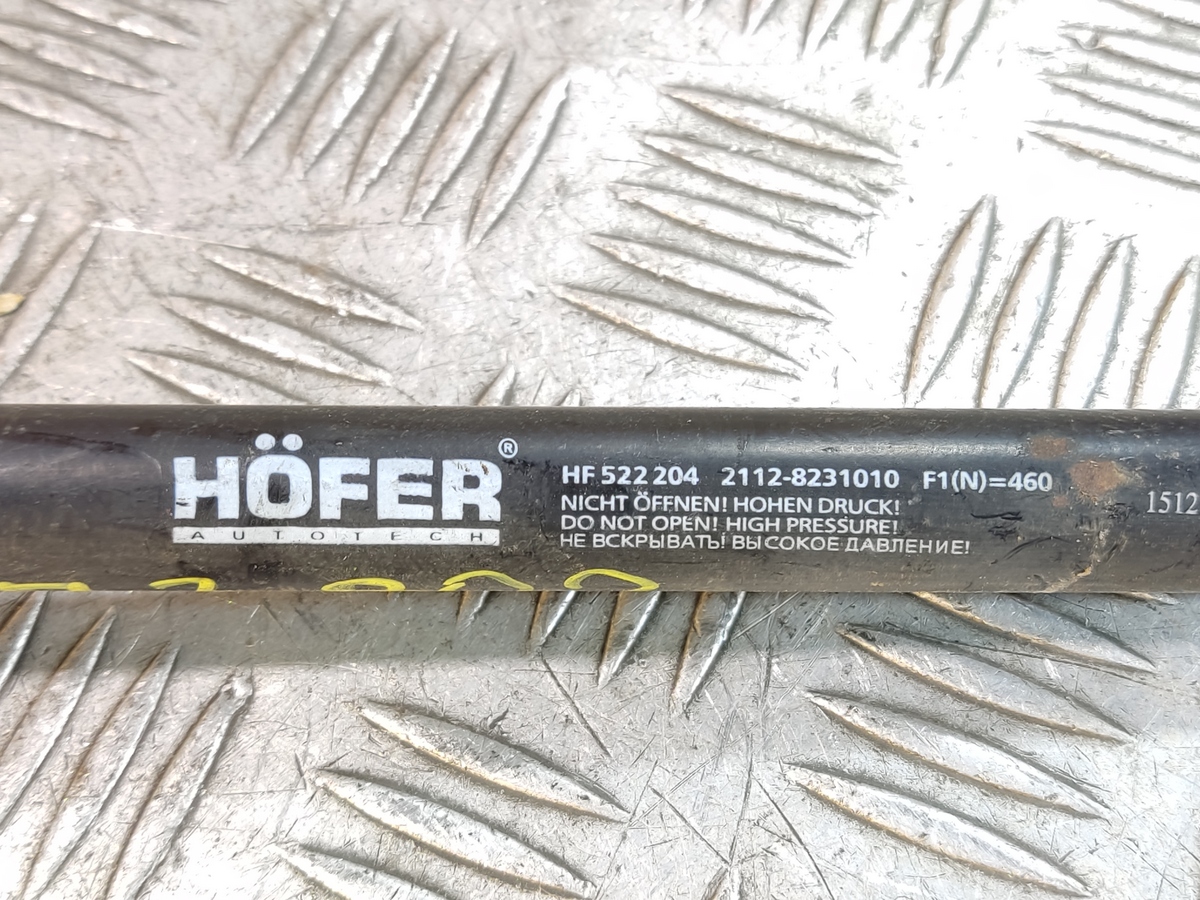 HÖFER®
AUTOTECH
HF 522 204 2112-8231010 F1(N)=460
NICHT ÖFFNEN! HOHEN DRUCK!
DO NOT OPEN! HIGH PRESSURE!
НЕ ВСКРЫВАТЬ! ВЫСОКОЕ ДАВЛЕНИЕ!
1512